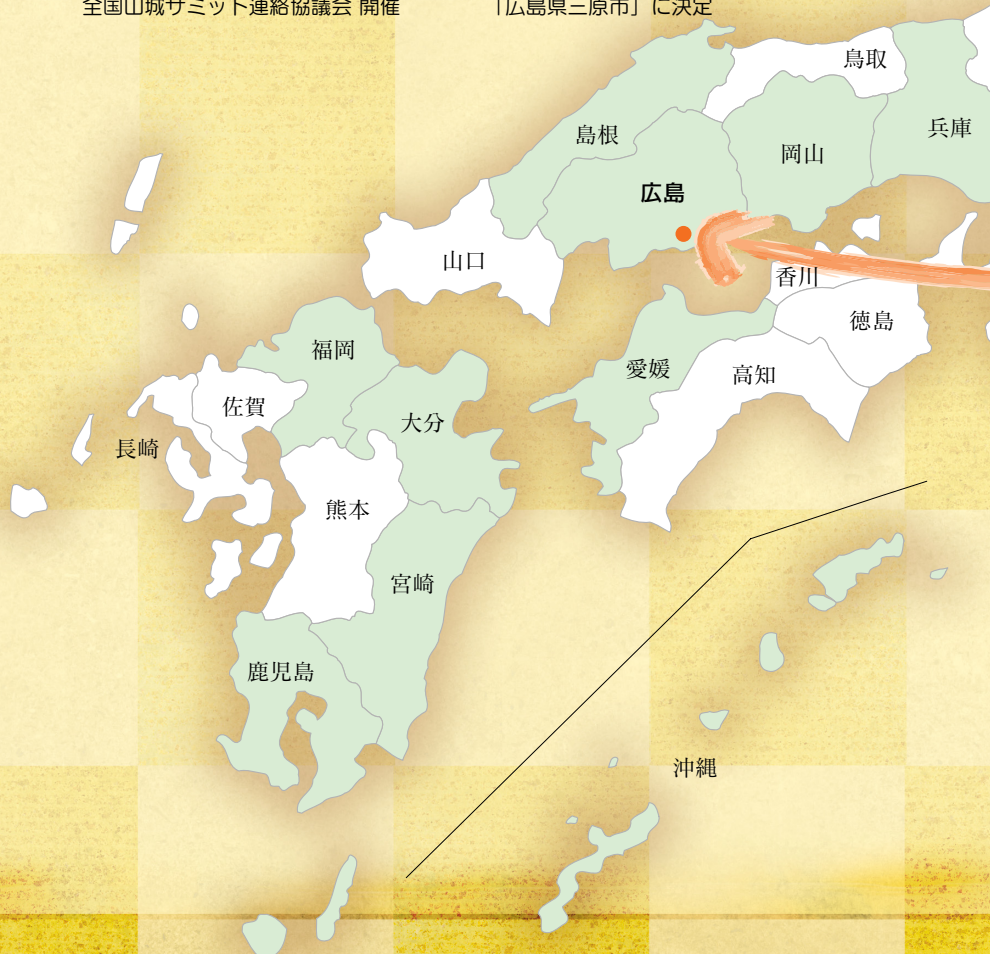 全国山城サミット連絡協議会 開催
「広島県三原市」に決定
鳥取
兵庫
島根
岡山
広島
山口
香川
徳島
福岡
愛媛
高知
佐賀
大分
長崎
熊本
宮崎
鹿児島
沖縄